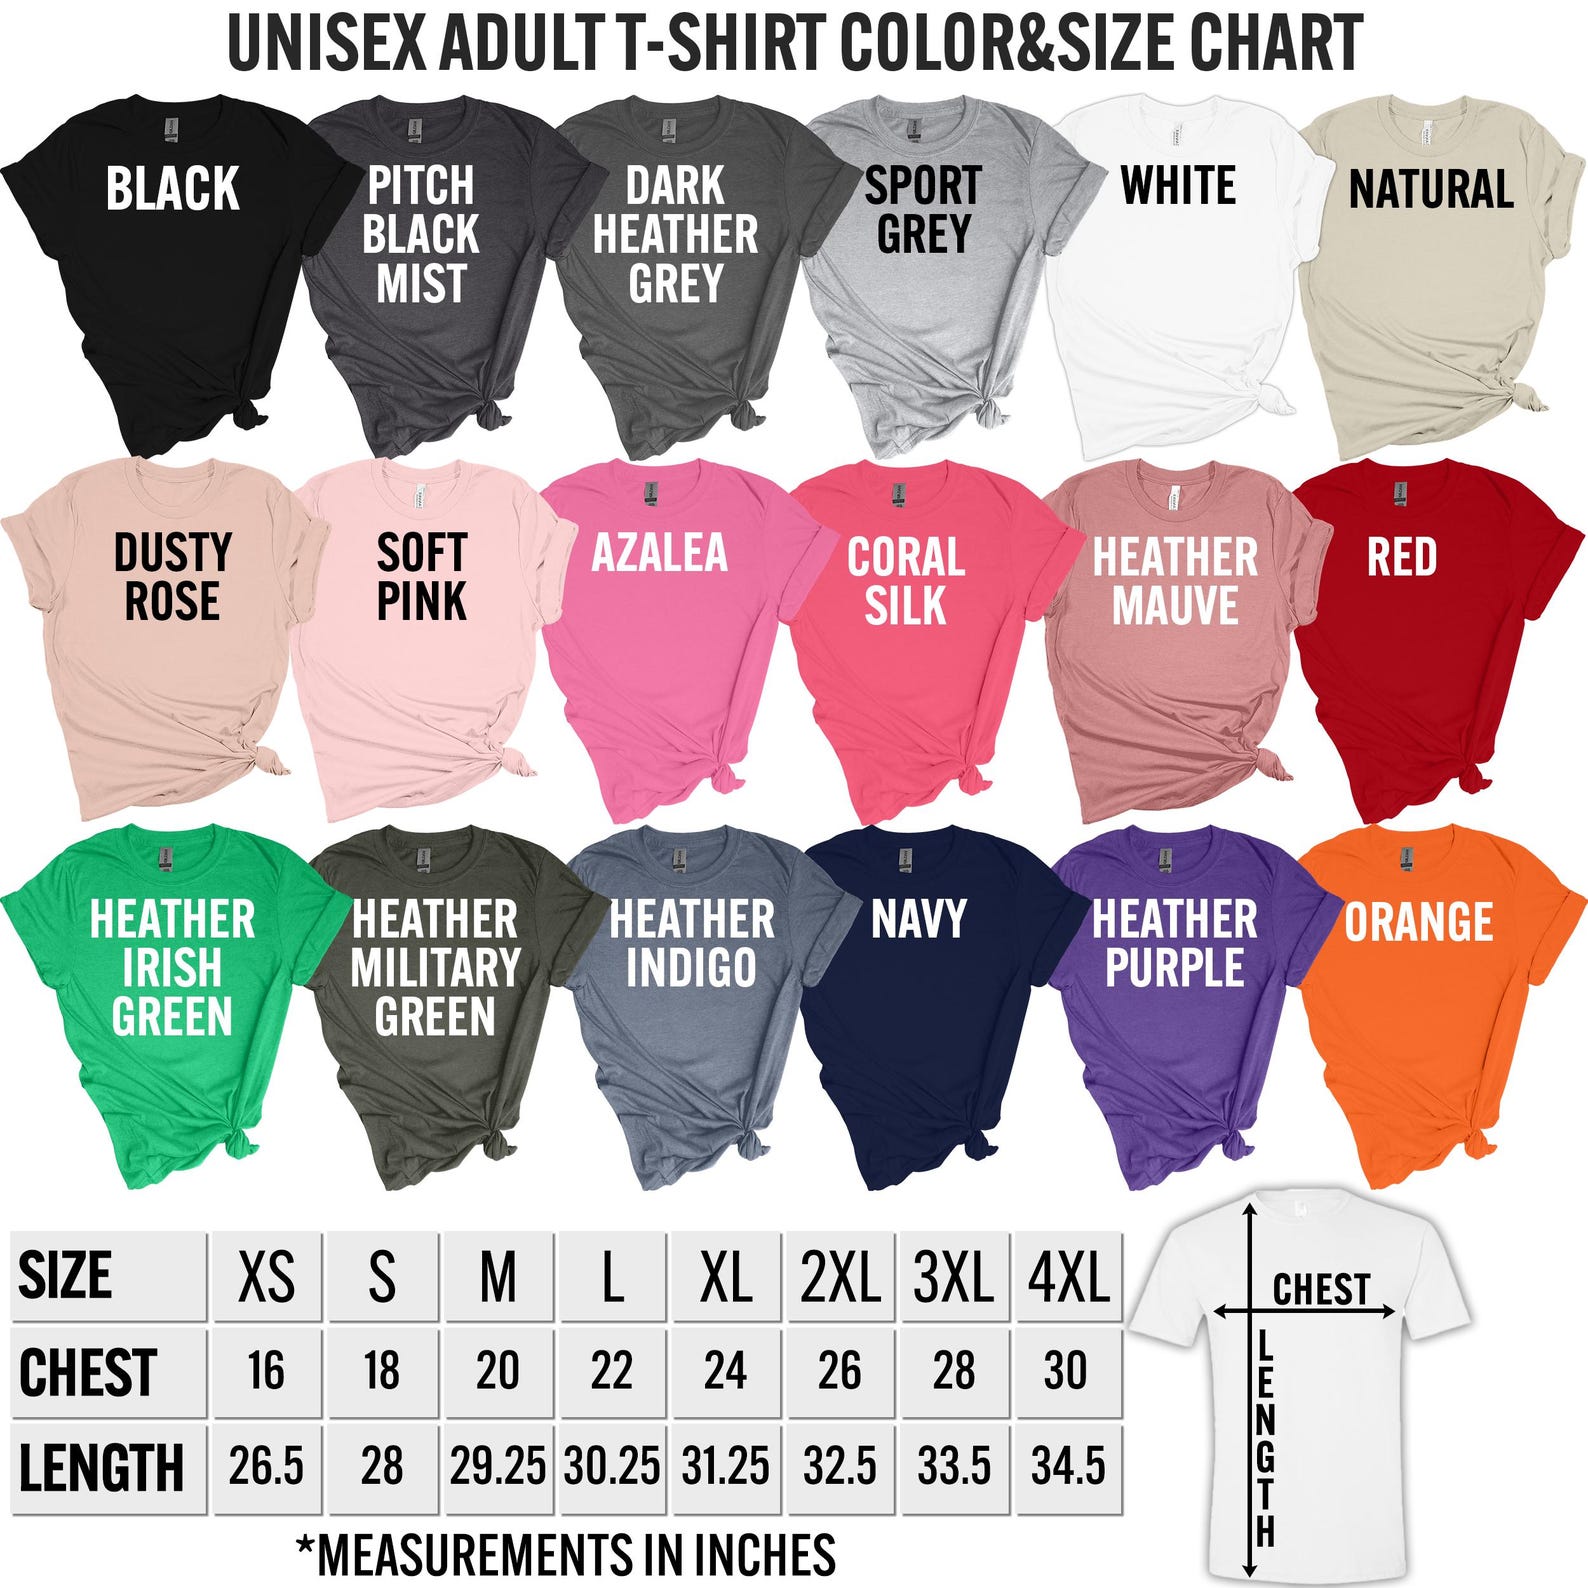 UNISEX ADULT T-SHIRT COLOR&SIZE CHART
BLACK
PITCH
BLACK
MIST
DARK
HEATHER
GREY
SPORT
GREY
WHITE
NATURAL
DUSTY
ROSE
SOFT
PINK
AZALEA
CORAL
SILK
HEATHER
MAUVE
RED
HEATHER
IRISH
GREEN
HEATHER
MILITARY
GREEN
HEATHER
INDIGO
NAVY
HEATHER
PURPLE
ORANGE
SIZE XS S M L XL 2XL 3XL 4XL
CHEST 16 18 20 22 24 26 28 30
LENGTH 26.5 28 29.25 30.25 31.25 32.5 33.5 34.5
*MEASUREMENTS IN INCHES
CHEST
LENGTH